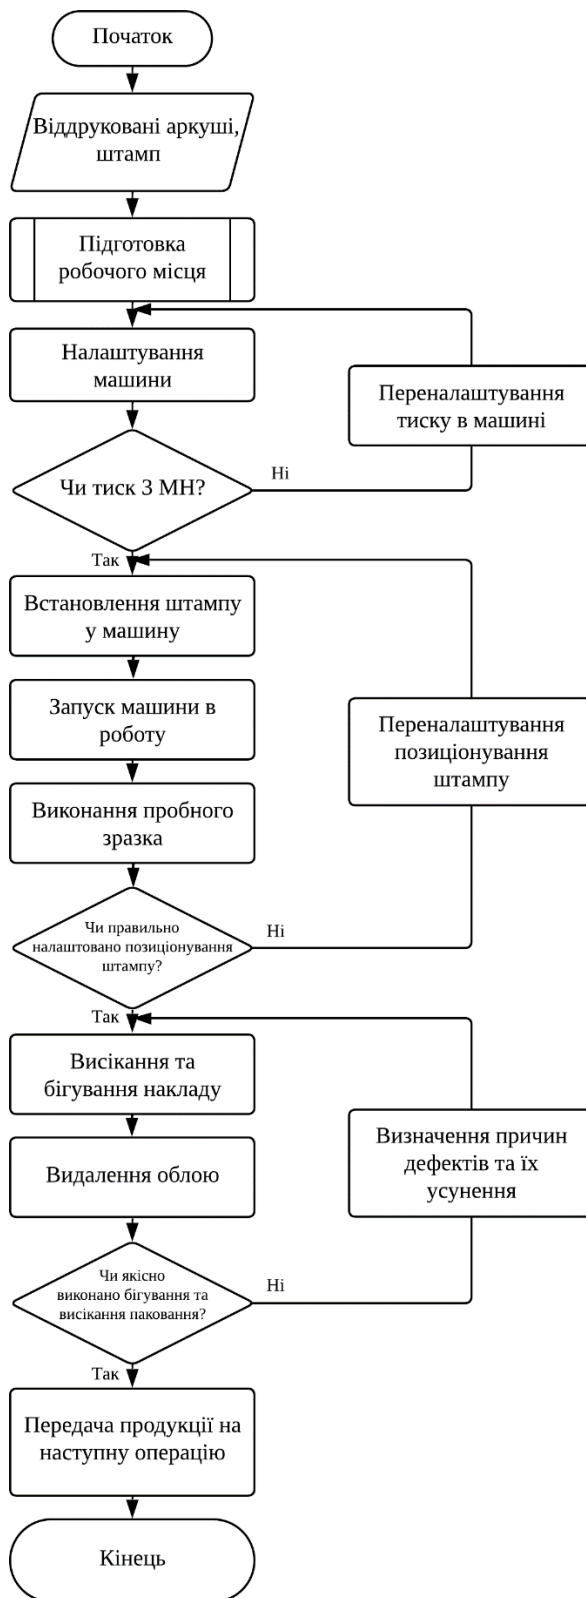 Початок
Віддруковані аркуші,
штамп
Підготовка
робочого місця
Налаштування
машини
Переналаштування
тиску в машині
Чи тиск 3 МН?
Ні
Так
Встановлення штампу
у машину
Запуск машини в
роботу
Переналаштування
позиціонування
штампу
Виконання пробного
зразка
Чи правильно
налаштовано позиціонування
штампу?
Ні
Так
Висікання та
бігування накладу
Визначення причин
дефектів та їх
усунення
Видалення облою
Чи якісно
виконано бігування та
висікання паковання?
Ні
Так
Передача продукції на
наступну операцію
Кінець